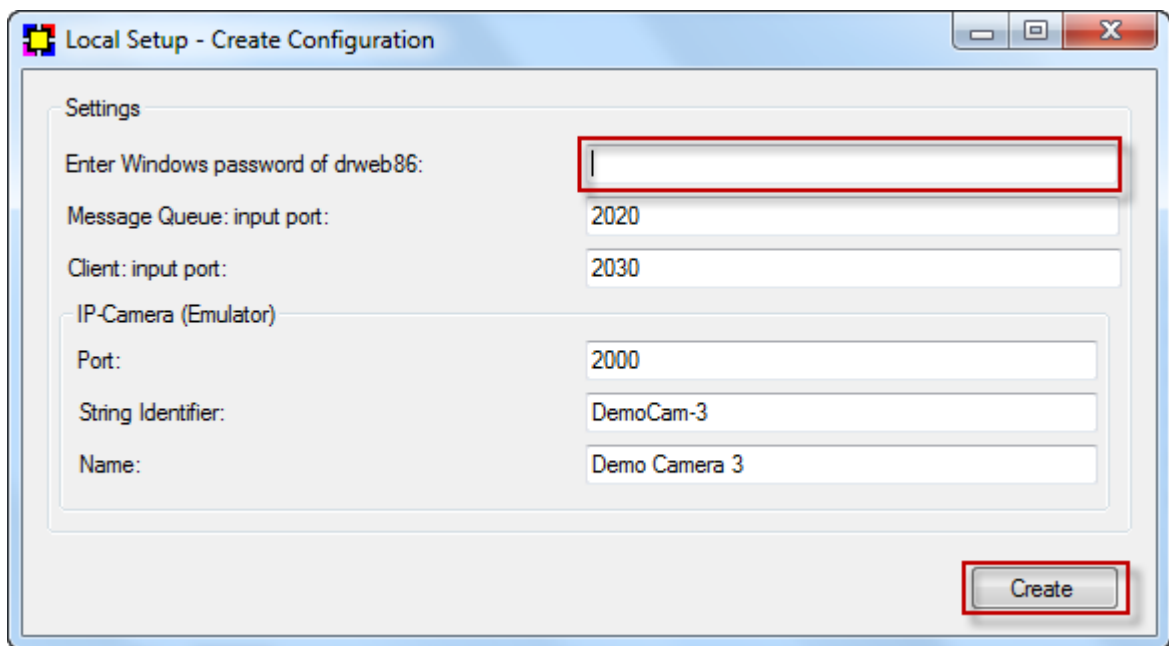 Local Setup - Create Configuration
Settings
Enter Windows password of drweb86:
Message Queue: input port: 2020
Client: input port: 2030
IP-Camera (Emulator)
Port: 2000
String Identifier: DemoCam-3
Name: Demo Camera 3
Create